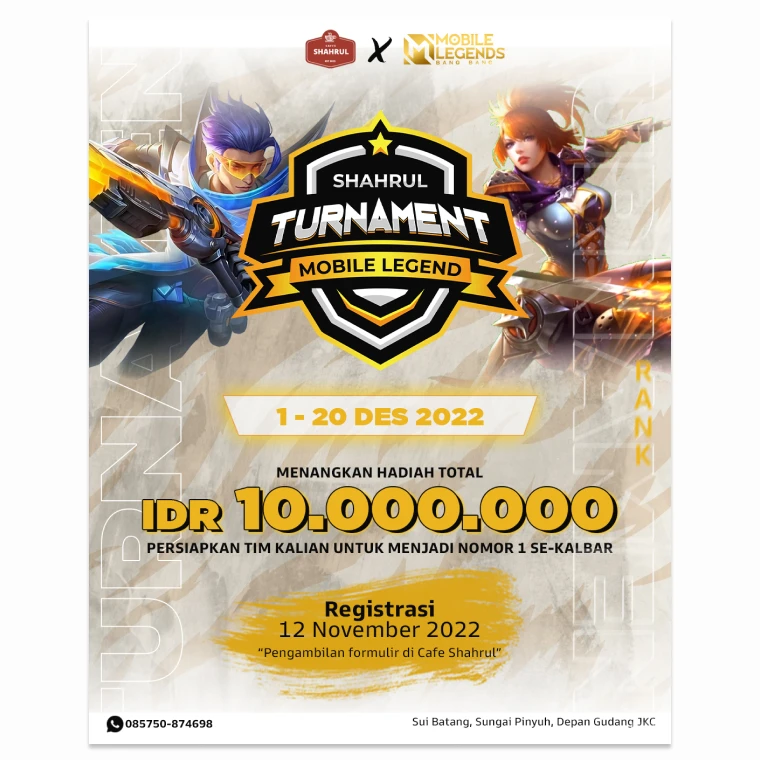 SHAHRUL
X
MOBILE
LEGENDS
BANG BANG
SHAHRUL
TURNAMENT
MOBILE LEGEND
RANK
1 - 20 DES 2022
MENANGKAN HADIAH TOTAL
IDR 10.000.000
PERSIAPKAN TIM KALIAN UNTUK MENJADI NOMOR 1 SE-KALBAR
Registrasi
12 November 2022
“Pengambilan formulir di Cafe Shahrul”
085750-874698
Sui Batang, Sungai Pinyuh, Depan Gudang JKC